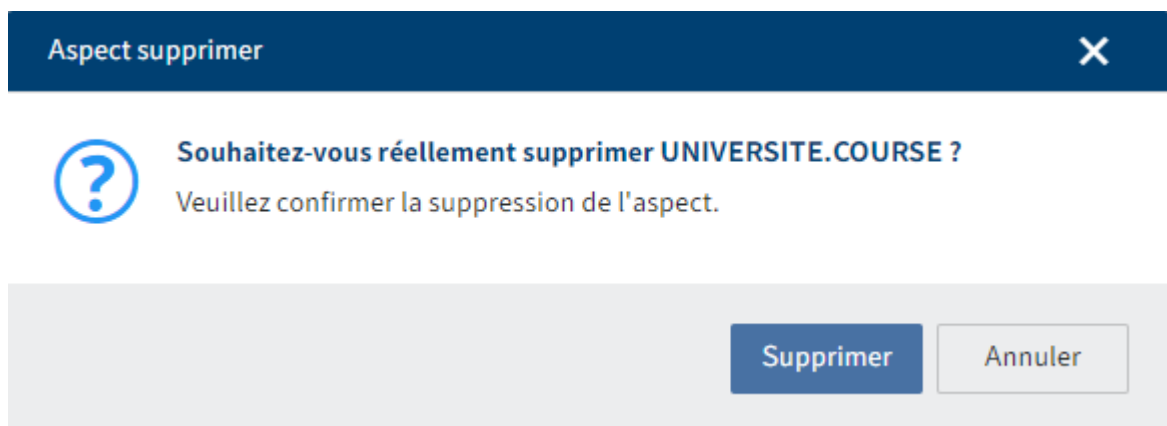 Aspect supprimer
Souhaitez-vous réellement supprimer UNIVERSITE.COURSE ?
Veuillez confirmer la suppression de l'aspect.
Supprimer
Annuler